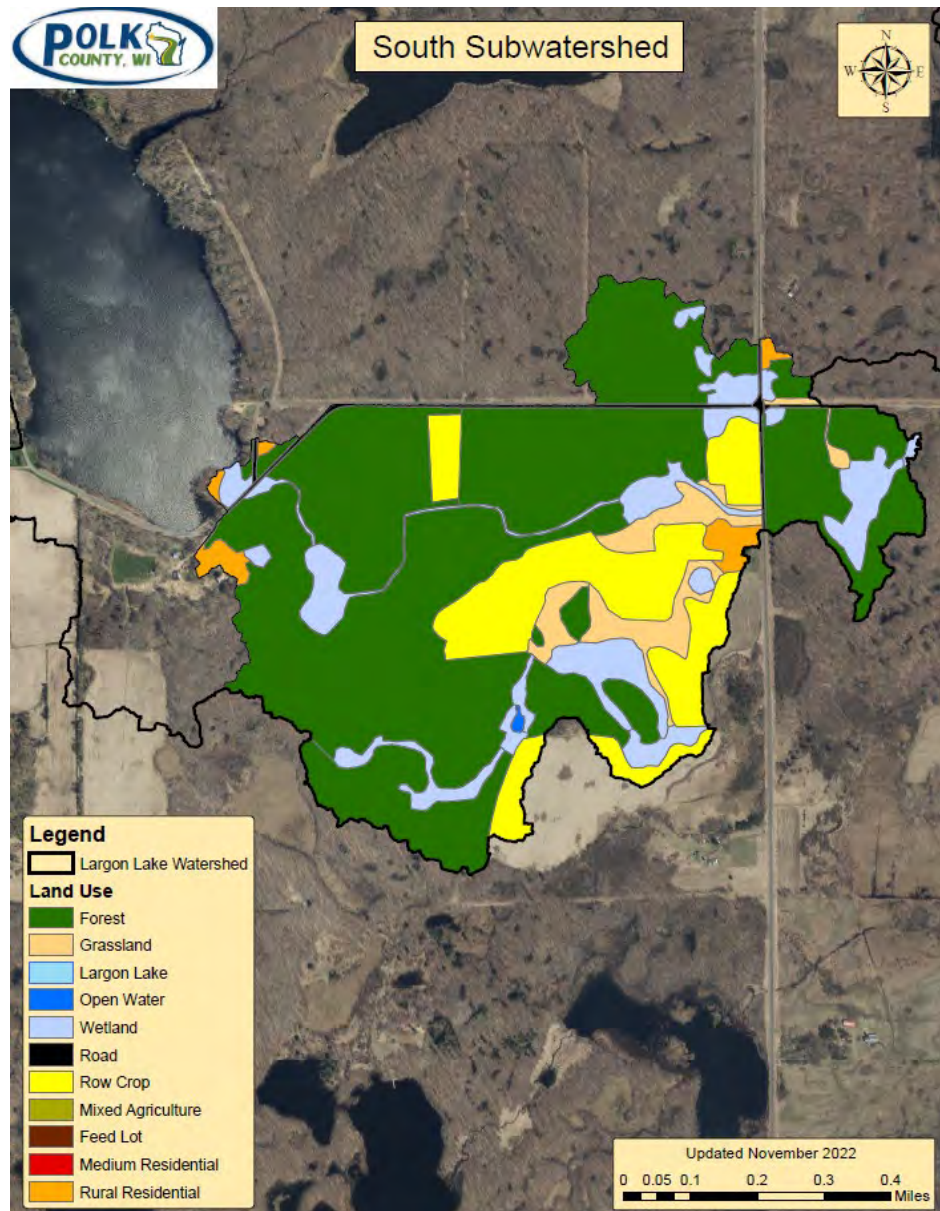 POLK
COUNTY, WI
South Subwatershed
N
W E
S
Legend
Largon Lake Watershed
Land Use
Forest
Grassland
Largon Lake
Open Water
Wetland
Road
Row Crop
Mixed Agriculture
Feed Lot
Medium Residential
Rural Residential
Updated November 2022
0 0.05 0.1 0.2 0.3 0.4
Miles